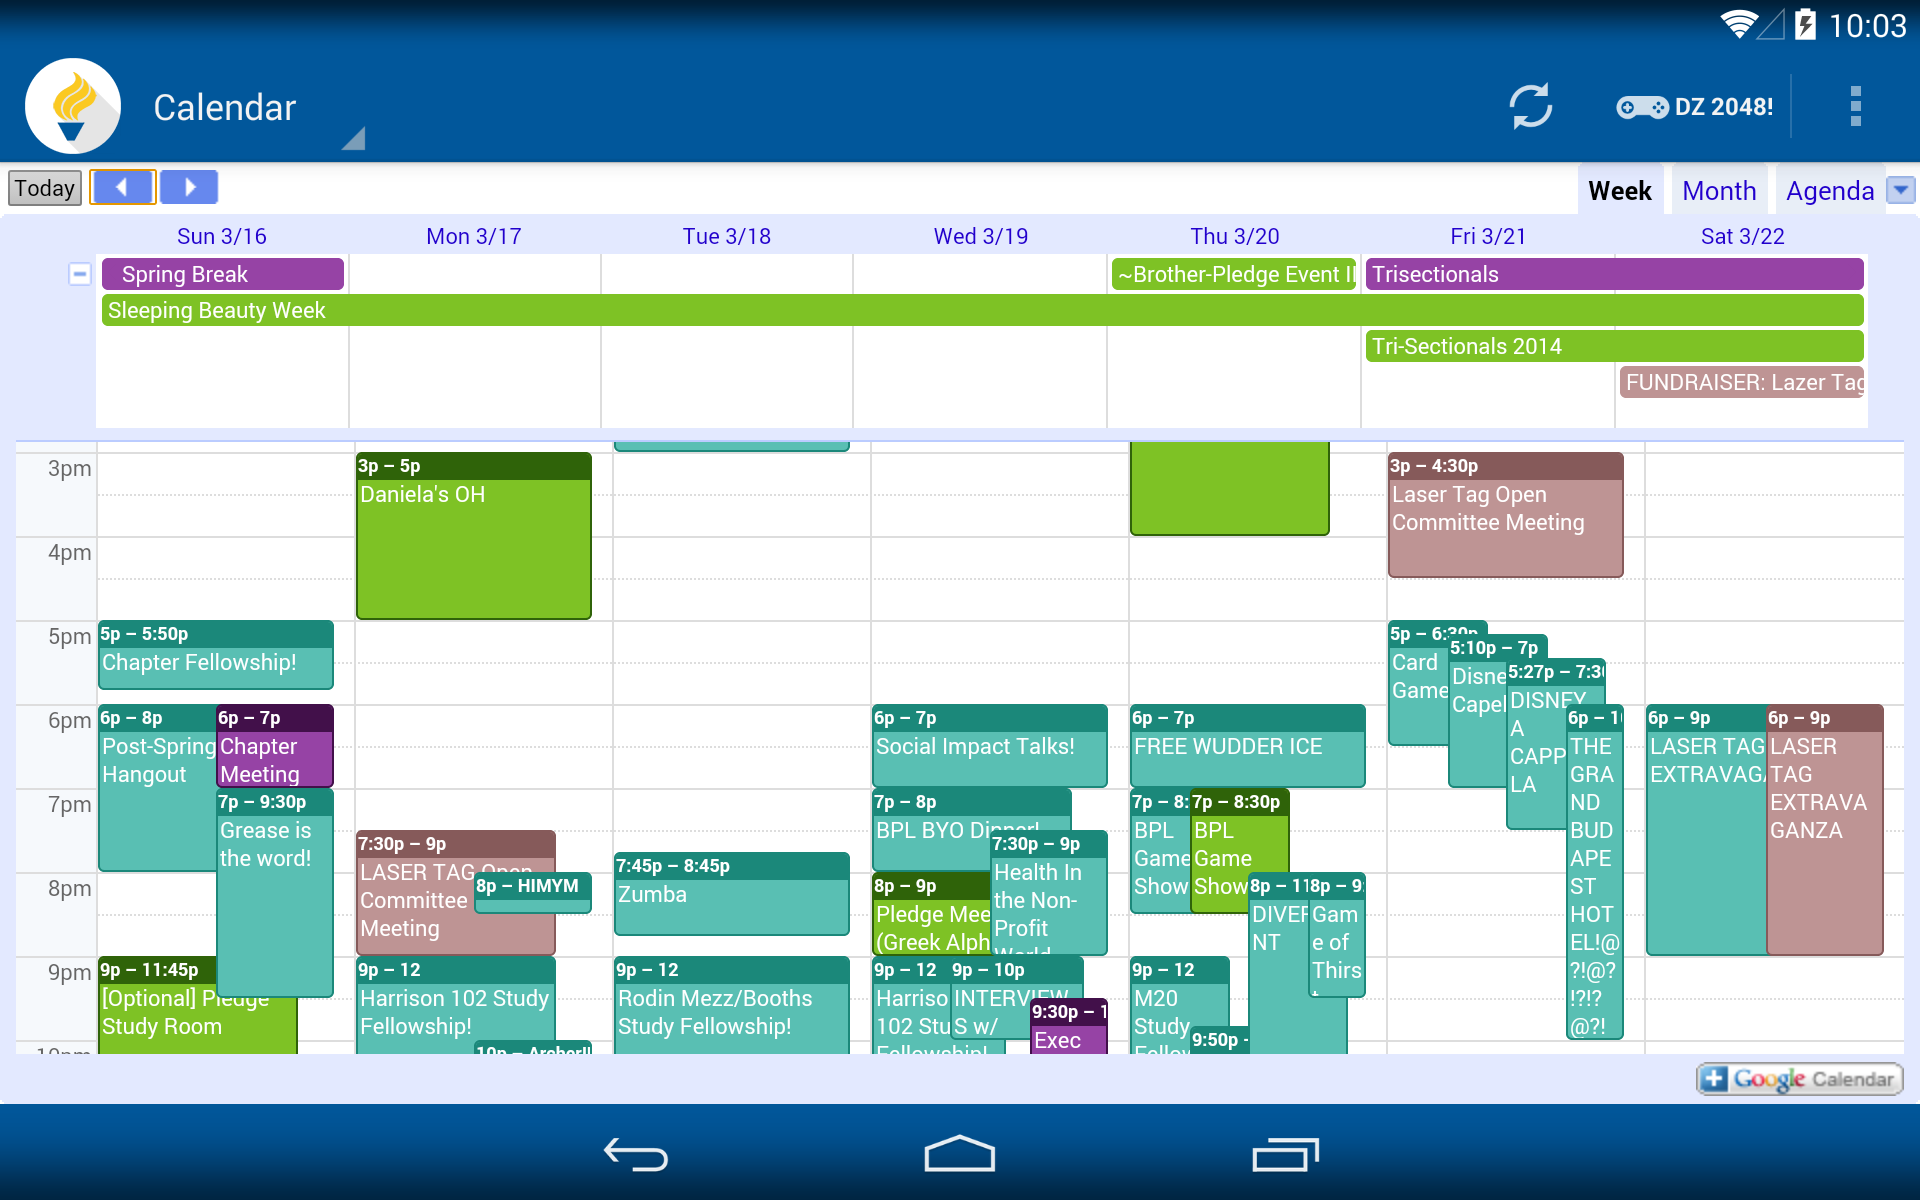 10:03
Calendar
DZ 2048!
Today
Week
Month
Agenda
Sun 3/16
Mon 3/17
Tue 3/18
Wed 3/19
Thu 3/20
Fri 3/21
Sat 3/22
Spring Break
~Brother-Pledge Event II
Trisectionals
Sleeping Beauty Week
Tri-Sectionals 2014
FUNDRAISER: Lazer Tag
3pm
4pm
5pm
6pm
7pm
8pm
9pm
10pm
5p – 5:50p
Chapter Fellowship!
6p – 8p
Post-Spring
Hangout
6p – 7p
Chapter
Meeting
7p – 9:30p
Grease is
the word!
9p – 11:45p
[Optional] Pledge
Study Room
3p – 5p
Daniela's OH
7:30p – 9p
LASER TAG Open
Committee
Meeting
8p – HIMYM
9p – 12
Harrison 102 Study
Fellowship!
10p – Archer!!
7:45p – 8:45p
Zumba
9p – 12
Rodin Mezz/Booths
Study Fellowship!
6p – 7p
Social Impact Talks!
7p – 8p
BPL BYO Dinner!
7:30p – 9p
Health In
the Non-
Profit
World
8p – 9p
Pledge Mee
(Greek Alph
9p – 12
Harriso
102 Stu
Fellowship!
9p – 10p
INTERVIEW
S w/
9:30p – 1
Exec
6p – 7p
FREE WUDDER ICE
7p – 8:
BPL
Game
Show
7p – 8:30p
BPL
Game
Show
8p – 11
DIVER
NT
8p – 9:
Gam
e of
Thirs
t
9p – 12
M20
Study
Fellow
9:50p -
3p – 4:30p
Laser Tag Open
Committee Meeting
5p – 6:30p
Card
Game
5:10p – 7p
Disne
Capel
5:27p – 7:30
DISNEY
A
CAPP
LA
6p – 10
THE
GRA
ND
BUD
APE
ST
HOT
EL!@
?!@?
!?!?
@?!
6p – 9p
LASER TAG
EXTRAVAGA
6p – 9p
LASER
TAG
EXTRAVA
GANZA
Google Calendar